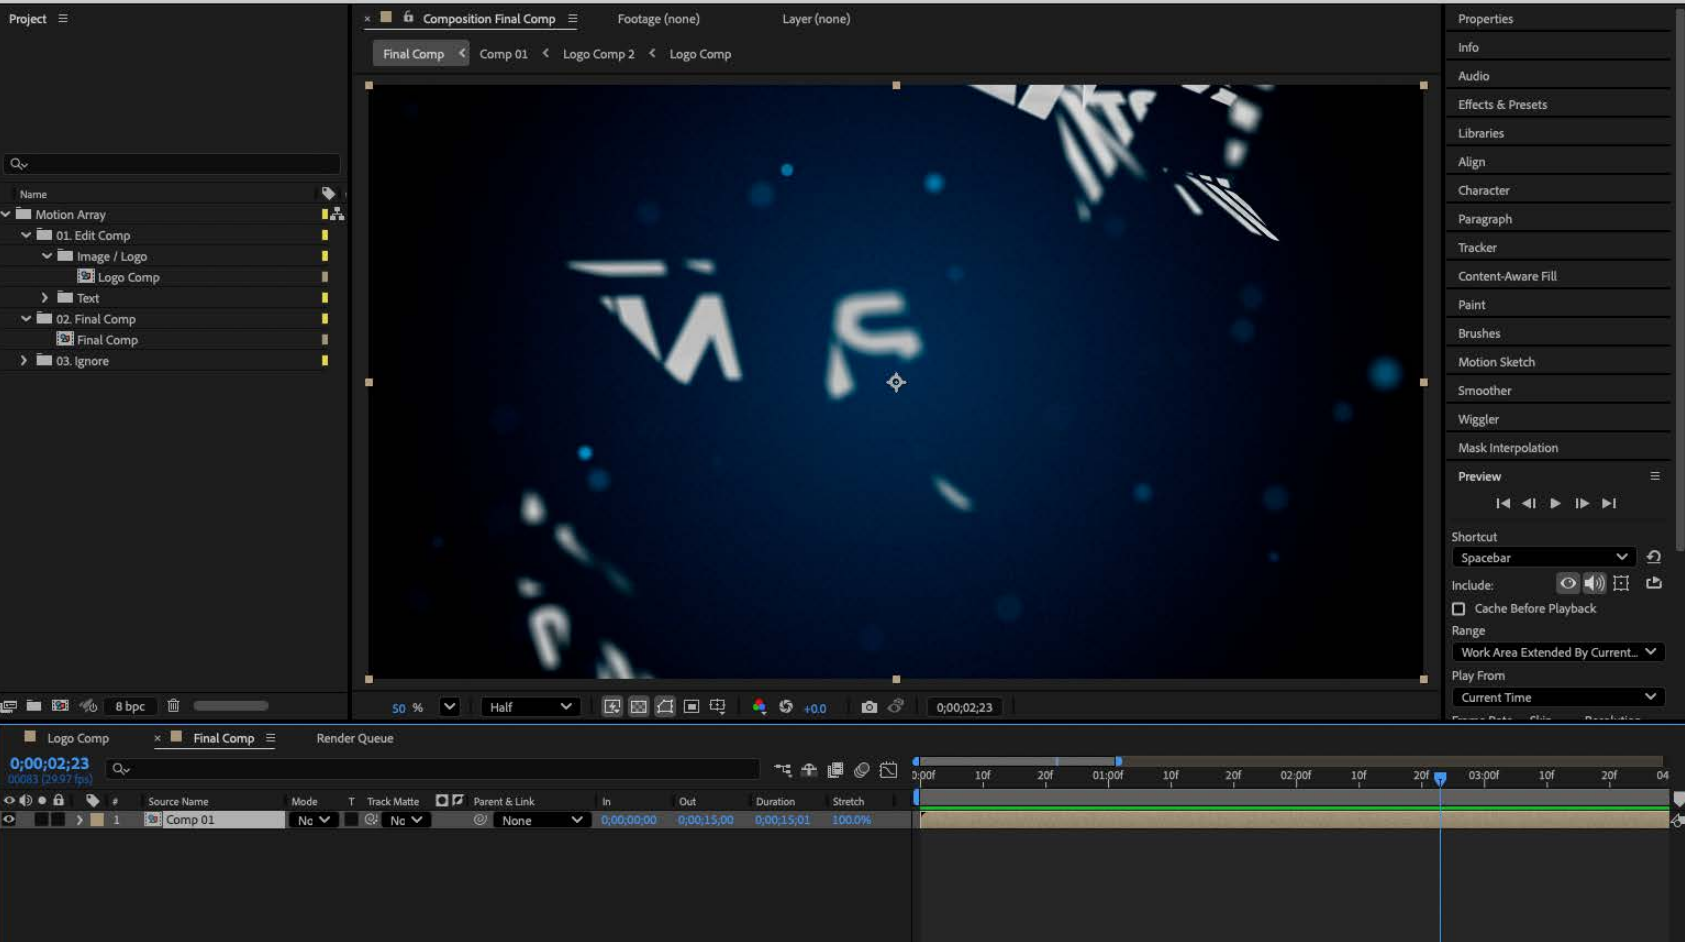 Project
Name
Motion Array
01. Edit Comp
Image / Logo
Logo Comp
Text
02. Final Comp
Final Comp
03. Ignore
8 bpc
Composition Final Comp
Footage (none)
Layer (none)
Final Comp
Comp 01
Logo Comp 2
Logo Comp
50 %
Half
+0.0
0;00;02;23
Properties
Info
Audio
Effects & Presets
Libraries
Align
Character
Paragraph
Tracker
Content-Aware Fill
Paint
Brushes
Motion Sketch
Smoother
Wiggler
Mask Interpolation
Preview
Shortcut
Spacebar
Include:
Cache Before Playback
Range
Work Area Extended By Current...
Play From
Current Time
Logo Comp
Final Comp
Render Queue
0;00;02;23
00083 (29.97 fps)
# Source Name Mode T Track Matte Parent & Link In Out Duration Stretch
1 Comp 01 Nc Nc None 0;00;00;00 0;00;15;00 0;00;15;01 100.0%
0:00f 10f 20f 01:00f 10f 20f 02:00f 10f 20f 03:00f 10f 20f 04